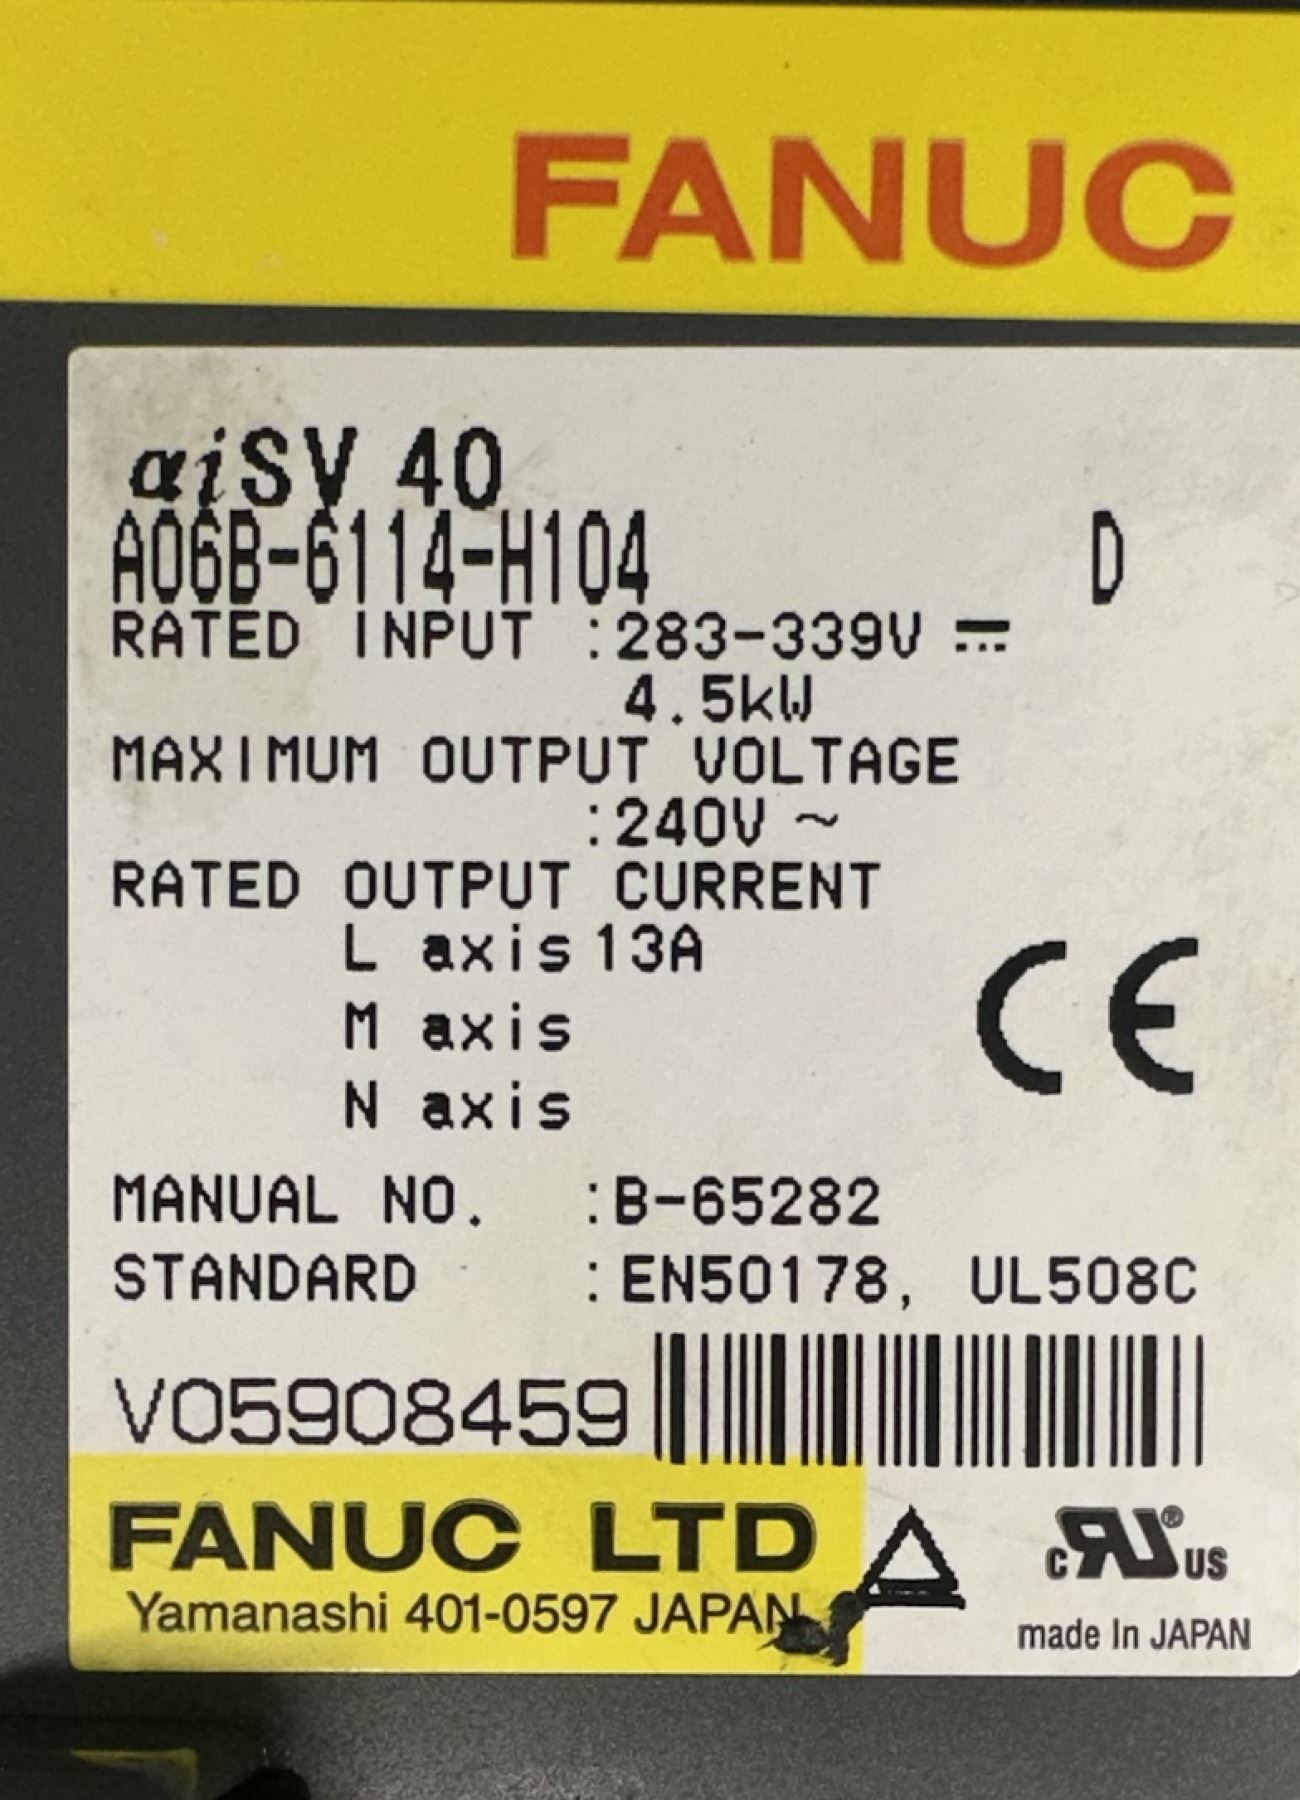 FANUC
αiSV 40
A06B-6114-H104 D
RATED INPUT :283-339V ⎓
4.5kW
MAXIMUM OUTPUT VOLTAGE
:240V ~
RATED OUTPUT CURRENT
L axis 13A
M axis
N axis
CE
MANUAL NO. :B-65282
STANDARD :EN50178, UL508C
V05908459
FANUC LTD
Yamanashi 401-0597 JAPAN
c RU ® US
made In JAPAN